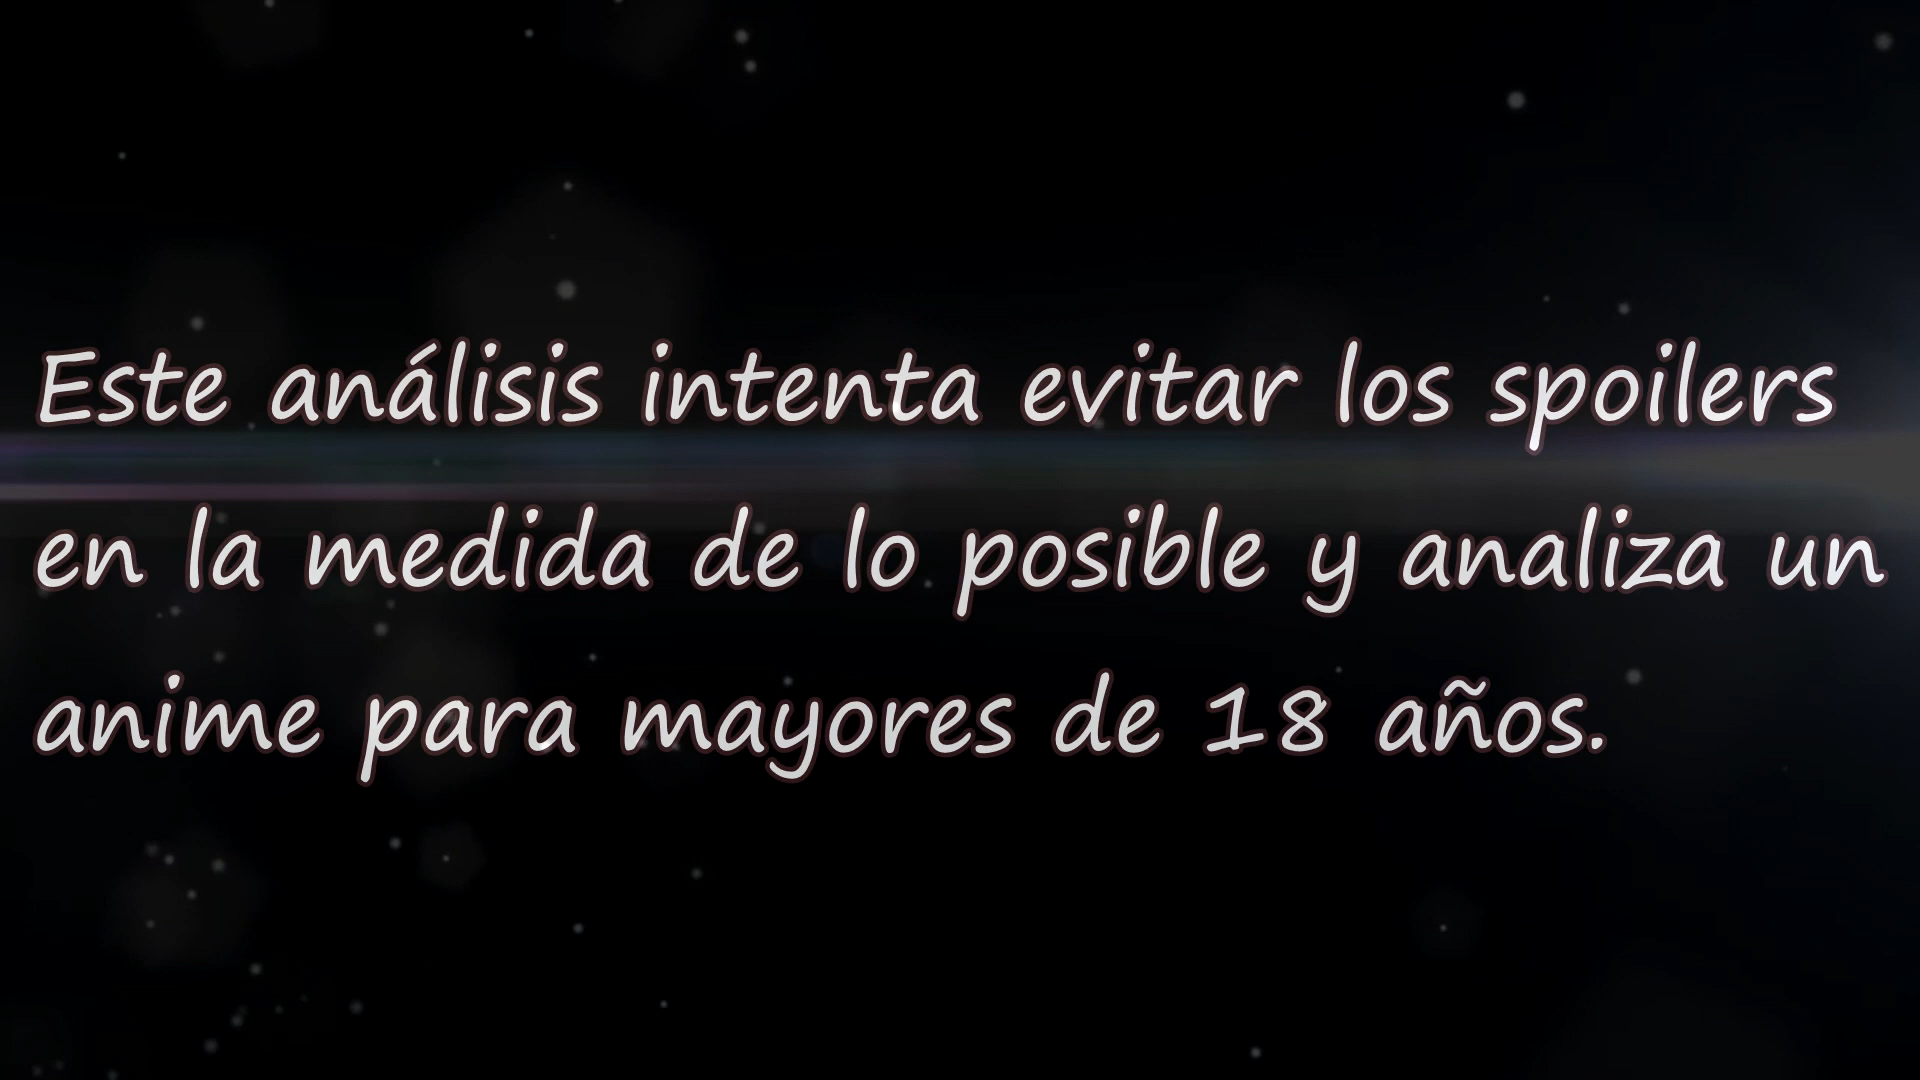 Este análisis intenta evitar los spoilers
en la medida de lo posible y analiza un
anime para mayores de 18 años.